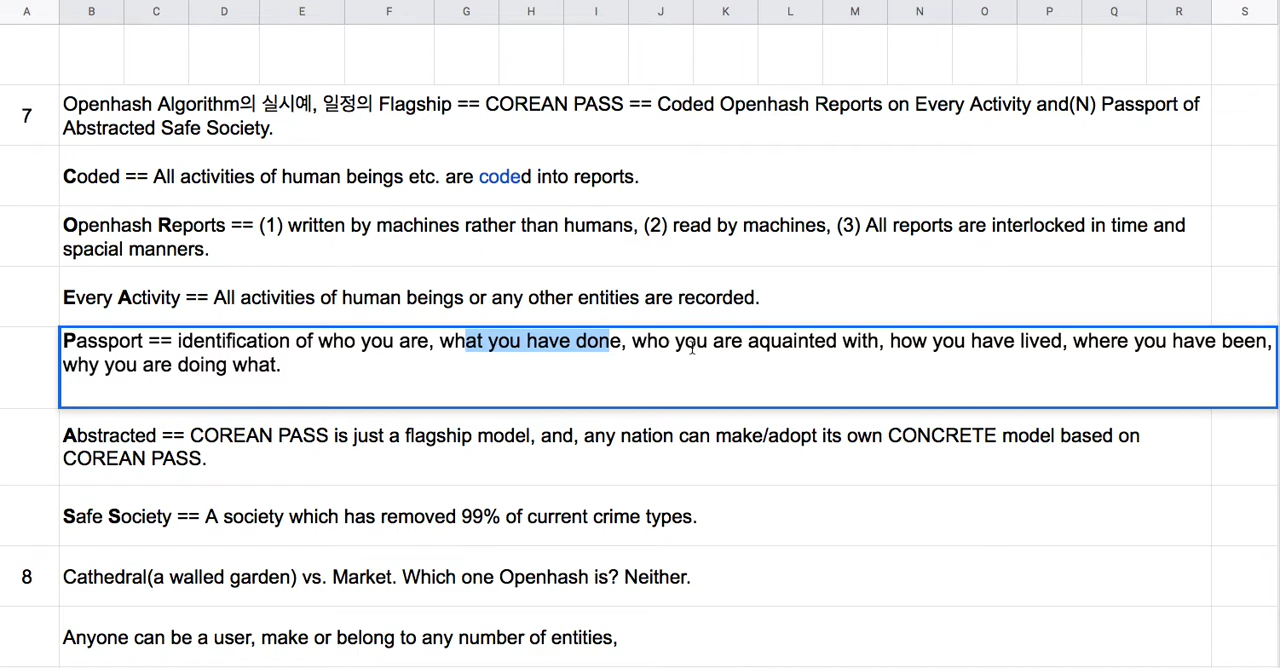 A B C D E F G H I J K L M N O P Q R S
7
Openhash Algorithm의 실시예, 일정의 Flagship == COREAN PASS == Coded Openhash Reports on Every Activity and(N) Passport of
Abstracted Safe Society.
Coded == All activities of human beings etc. are coded into reports.
Openhash Reports == (1) written by machines rather than humans, (2) read by machines, (3) All reports are interlocked in time and
spacial manners.
Every Activity == All activities of human beings or any other entities are recorded.
Passport == identification of who you are, what you have done, who you are aquainted with, how you have lived, where you have been,
why you are doing what.
Abstracted == COREAN PASS is just a flagship model, and, any nation can make/adopt its own CONCRETE model based on
COREAN PASS.
Safe Society == A society which has removed 99% of current crime types.
8
Cathedral(a walled garden) vs. Market. Which one Openhash is? Neither.
Anyone can be a user, make or belong to any number of entities,